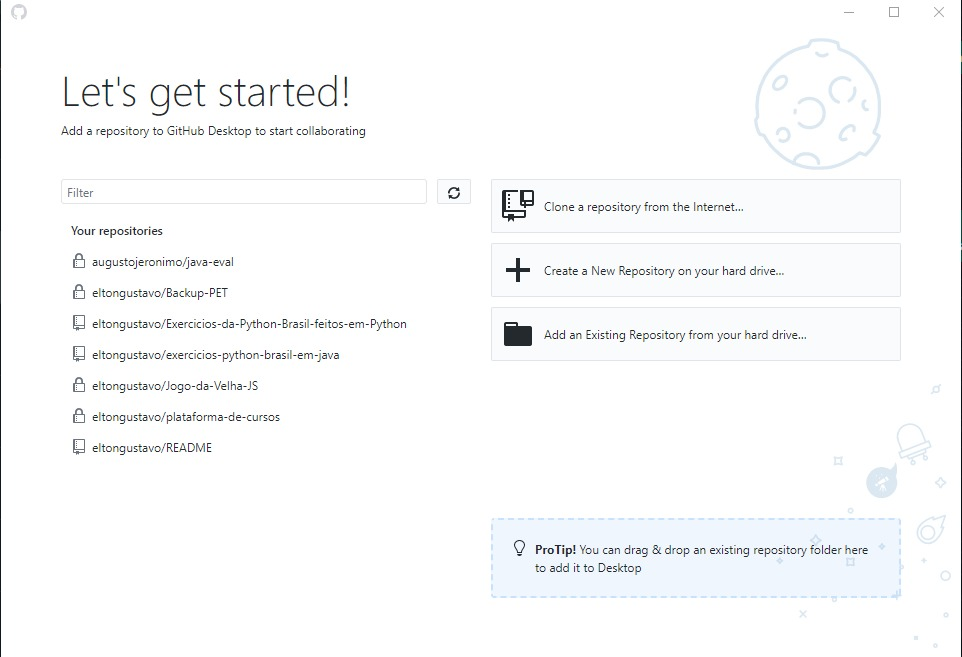 Let's get started!
Add a repository to GitHub Desktop to start collaborating
Filter
Your repositories
augustojeronimo/java-eval
eltongustavo/Backup-PET
eltongustavo/Exercicios-da-Python-Brasil-feitos-em-Python
eltongustavo/exercicios-python-brasil-em-java
eltongustavo/Jogo-da-Velha-JS
eltongustavo/plataforma-de-cursos
eltongustavo/README
Clone a repository from the Internet...
Create a New Repository on your hard drive...
Add an Existing Repository from your hard drive...
ProTip! You can drag & drop an existing repository folder here
to add it to Desktop